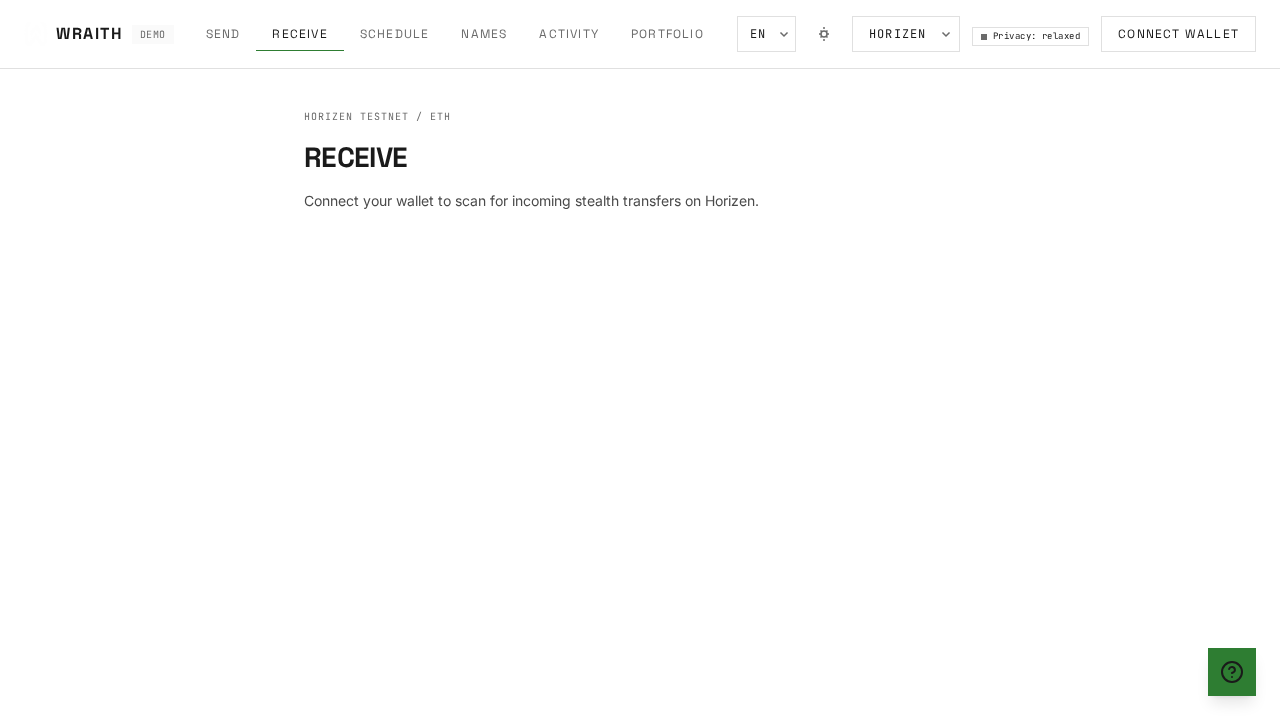 WRAITH DEMO SEND RECEIVE SCHEDULE NAMES ACTIVITY PORTFOLIO EN HORIZEN Privacy: relaxed CONNECT WALLET
HORIZEN TESTNET / ETH
RECEIVE
Connect your wallet to scan for incoming stealth transfers on Horizen.